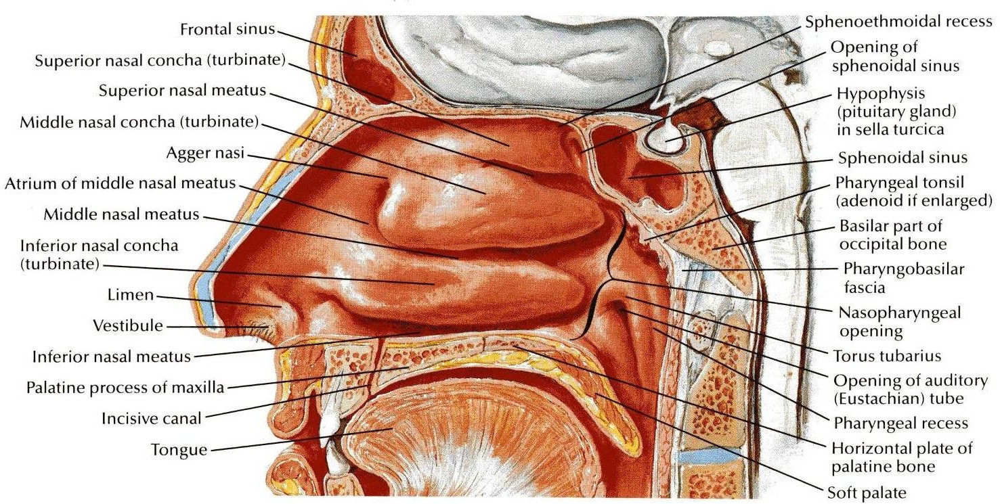 Frontal sinus
Superior nasal concha (turbinate)
Superior nasal meatus
Middle nasal concha (turbinate)
Agger nasi
Atrium of middle nasal meatus
Middle nasal meatus
Inferior nasal concha
(turbinate)
Limen
Vestibule
Inferior nasal meatus
Palatine process of maxilla
Incisive canal
Tongue
Sphenoethmoidal recess
Opening of
sphenoidal sinus
Hypophysis
(pituitary gland)
in sella turcica
Sphenoidal sinus
Pharyngeal tonsil
(adenoid if enlarged)
Basilar part of
occipital bone
Pharyngobasilar
fascia
Nasopharyngeal
opening
Torus tubarius
Opening of auditory
(Eustachian) tube
Pharyngeal recess
Horizontal plate of
palatine bone
Soft palate